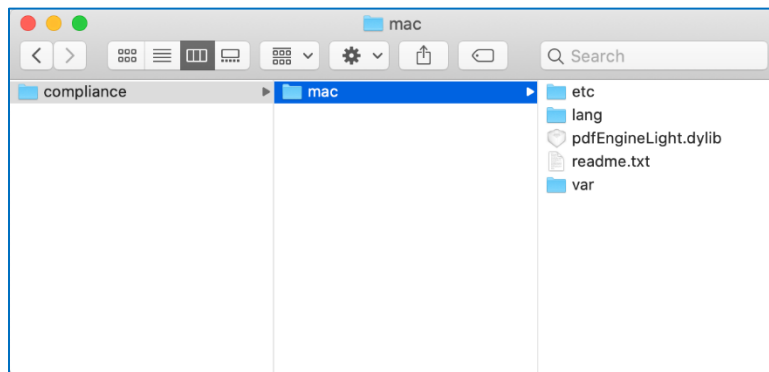 mac
Search
compliance
mac
etc
lang
pdfEngineLight.dylib
readme.txt
var